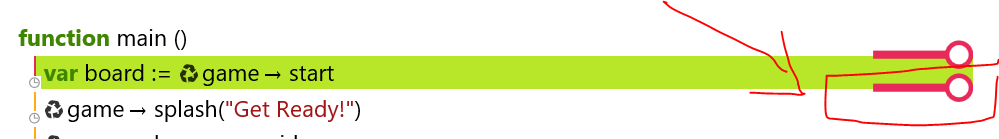 function main ()
var board := ♻game → start
♻game → splash("Get Ready!")